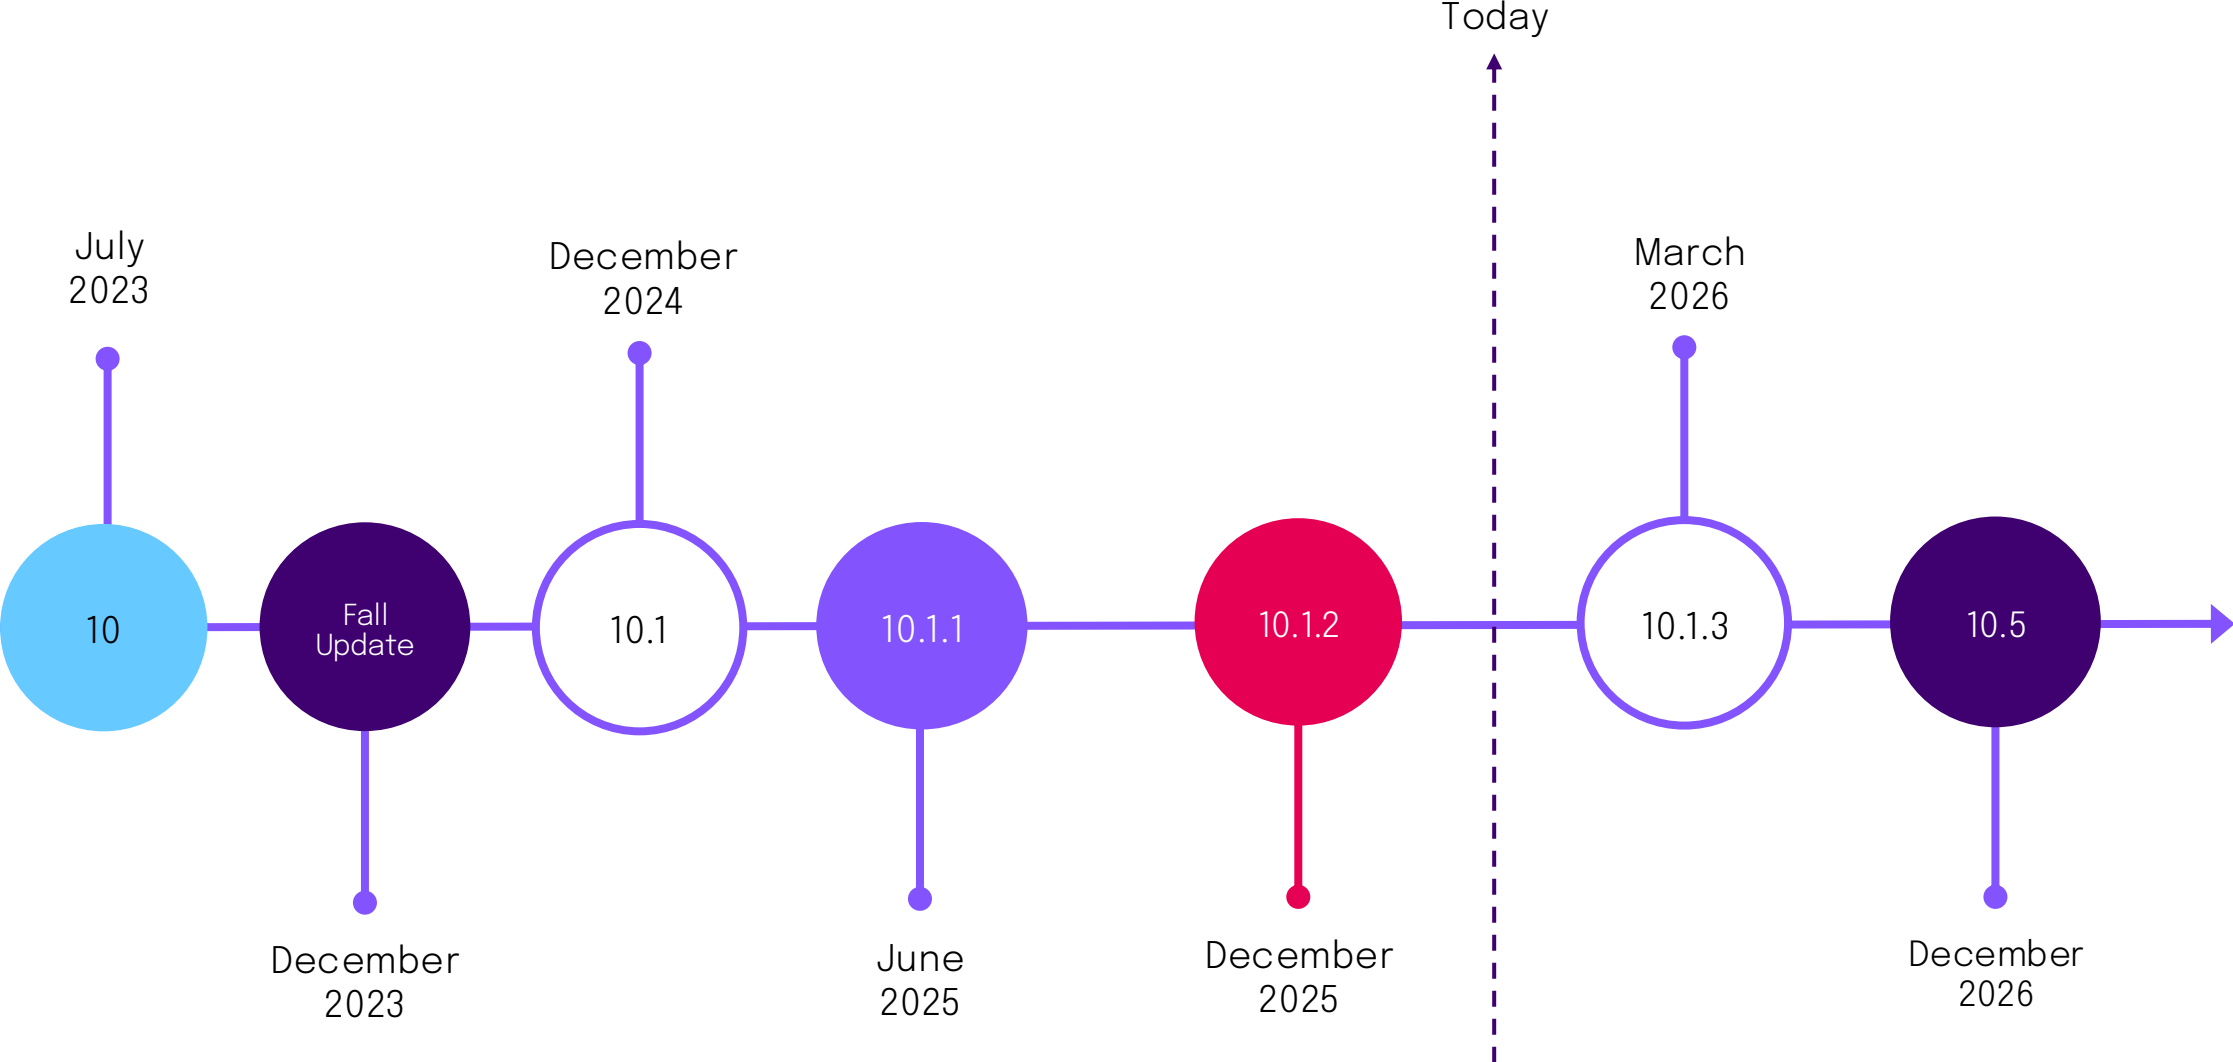 Today
July
2023
December
2024
March
2026
10
Fall
Update
10.1
10.1.1
10.1.2
10.1.3
10.5
December
2023
June
2025
December
2025
December
2026